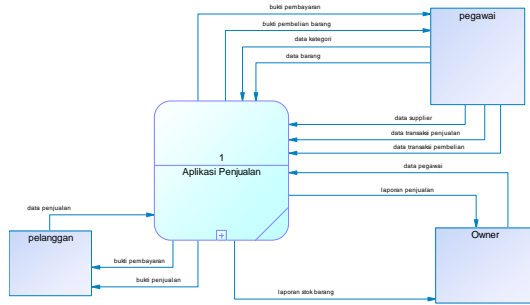 bukti pembayaran
pegawai
bukti pembelian barang
data kategori
data barang
data supplier
data transaksi penjualan
data transaksi pembelian
1
Aplikasi Penjualan
data pegawai
laporan penjualan
data penjualan
pelanggan
Owner
bukti pembayaran
bukti penjualan
laporan stok barang